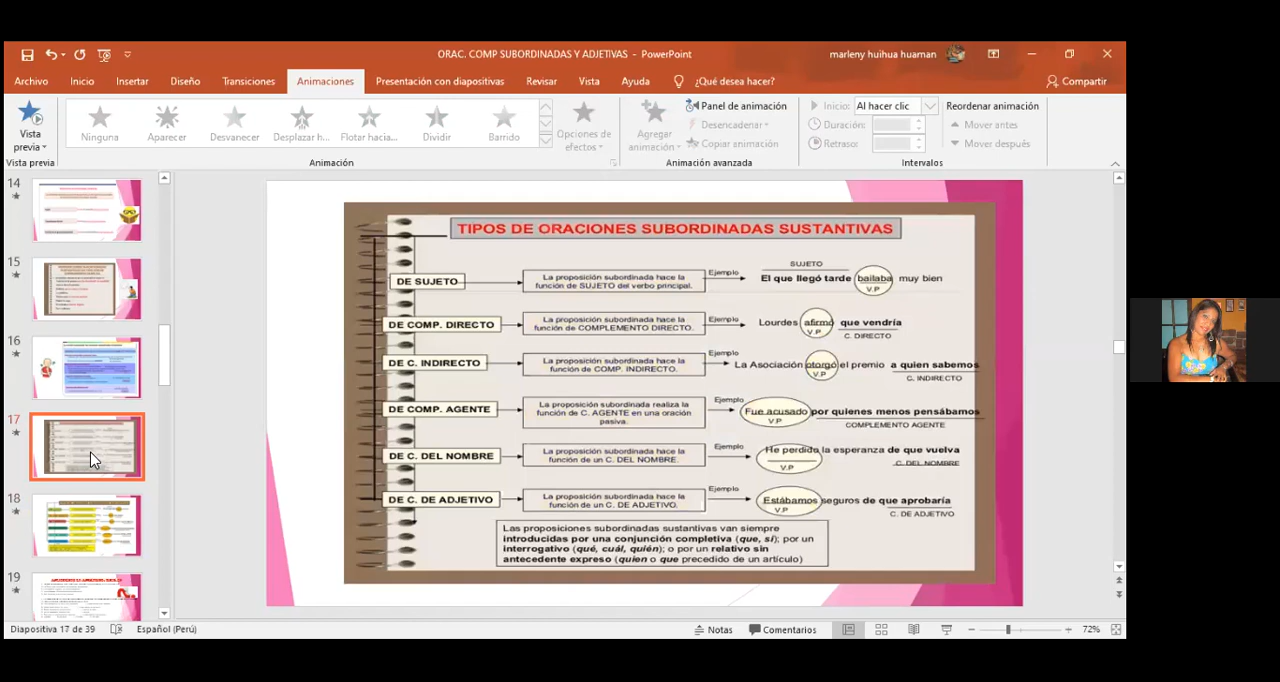 ORAC. COMP SUBORDINADAS Y ADJETIVAS - PowerPoint
marleny huihua huaman
Archivo Inicio Insertar Diseño Transiciones Animaciones Presentación con diapositivas Revisar Vista Ayuda ¿Qué desea hacer? Compartir
Vista previa
Ninguna Aparecer Desvanecer Desplazar h... Flotar hacia... Dividir Barrido
Opciones de efectos
Agregar animación
Panel de animación
Desencadenar
Copiar animación
Inicio: Al hacer clic
Duración:
Retraso:
Reordenar animación
Mover antes
Mover después
Vista previa Animación Animación avanzada Intervalos
14
15
16
17
18
19
TIPOS DE ORACIONES SUBORDINADAS SUSTANTIVAS
DE SUJETO
La proposición subordinada hace la
función de SUJETO del verbo principal.
Ejemplo
SUJETO
El que llegó tarde bailaba muy bien
V.P
DE COMP. DIRECTO
La proposición subordinada hace la
función de COMPLEMENTO DIRECTO.
Ejemplo
Lourdes afirmó que vendría
V.P
C. DIRECTO
DE C. INDIRECTO
La proposición subordinada hace la
función de COMP. INDIRECTO.
Ejemplo
La Asociación otorgó el premio a quien sabemos
V.P
C. INDIRECTO
DE COMP. AGENTE
La proposición subordinada realiza la
función de C. AGENTE en una oración
pasiva.
Ejemplo
Fue acusado por quienes menos pensábamos
V.P
COMPLEMENTO AGENTE
DE C. DEL NOMBRE
La proposición subordinada hace la
función de un C. DEL NOMBRE.
Ejemplo
He perdido la esperanza de que vuelva
V.P
C. DEL NOMBRE
DE C. DE ADJETIVO
La proposición subordinada hace la
función de un C. DE ADJETIVO.
Ejemplo
Estábamos seguros de que aprobaría
V.P
C. DE ADJETIVO
Las proposiciones subordinadas sustantivas van siempre
introducidas por una conjunción completiva (que, si); por un
interrogativo (qué, cuál, quién); o por un relativo sin
antecedente expreso (quien o que precedido de un artículo)
Diapositiva 17 de 39 Español (Perú) Notas Comentarios 72%